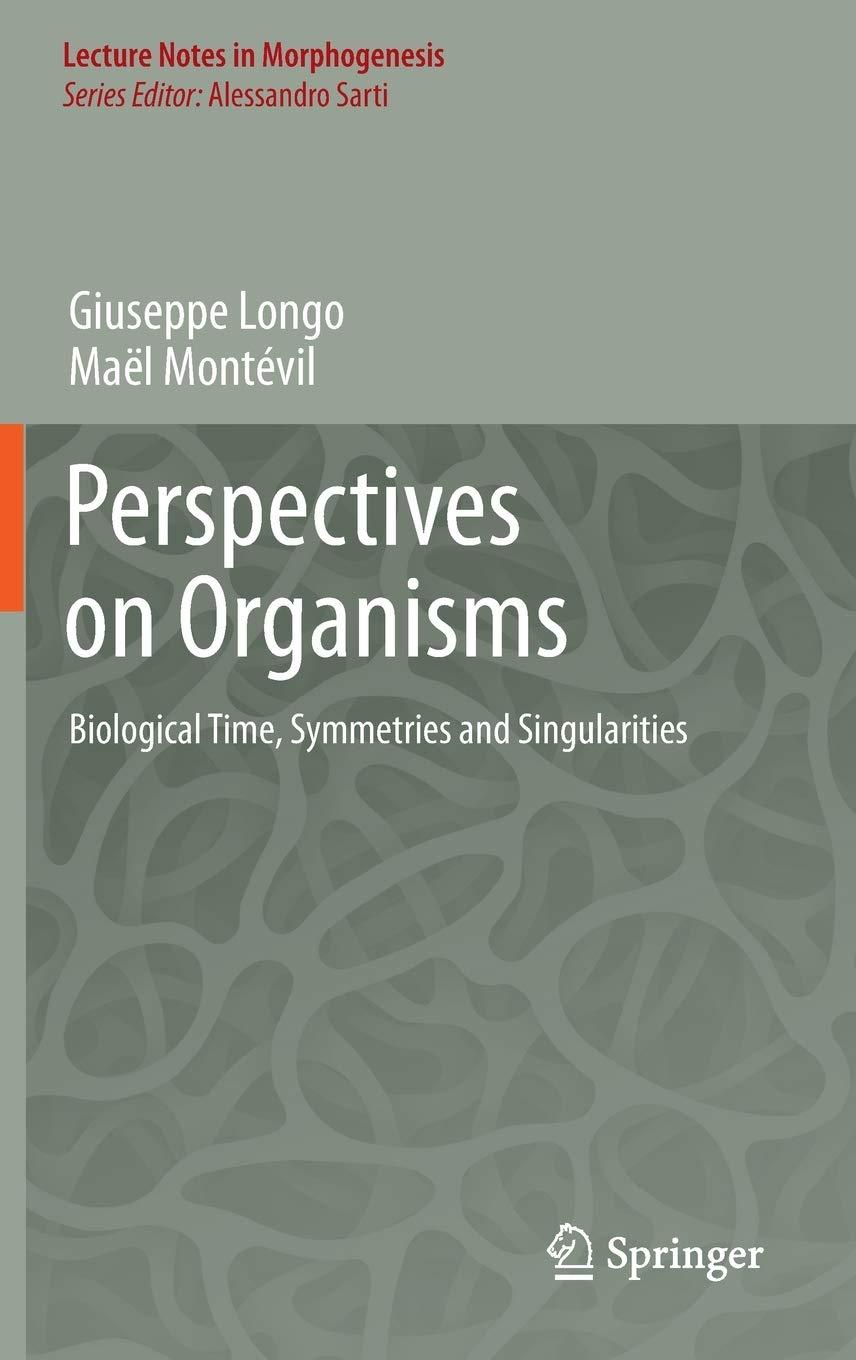 Lecture Notes in Morphogenesis
Series Editor: Alessandro Sarti
Giuseppe Longo
Maël Montévil
Perspectives
on Organisms
Biological Time, Symmetries and Singularities
Springer